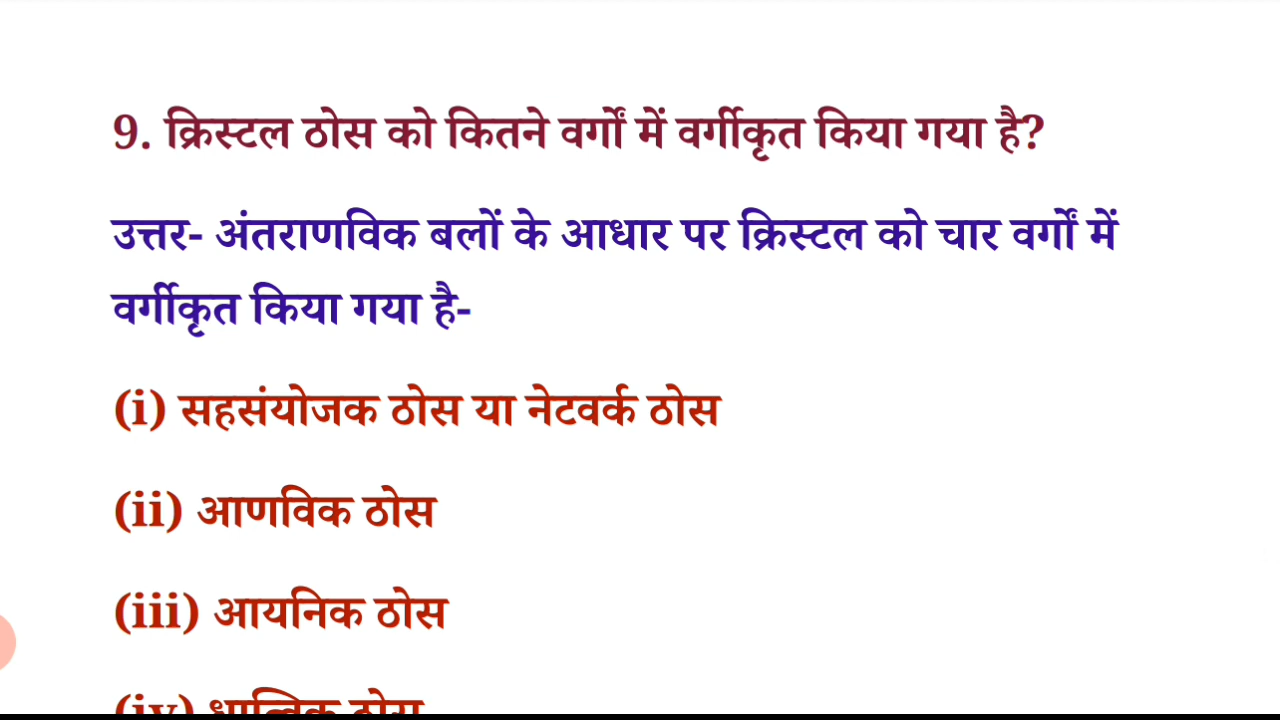 9. क्रिस्टल ठोस को कितने वर्गों में वर्गीकृत किया गया है?
उत्तर- अंतराणविक बलों के आधार पर क्रिस्टल को चार वर्गों में
वर्गीकृत किया गया है-
(i) सहसंयोजक ठोस या नेटवर्क ठोस
(ii) आणविक ठोस
(iii) आयनिक ठोस
(iv) धात्विक ठोस